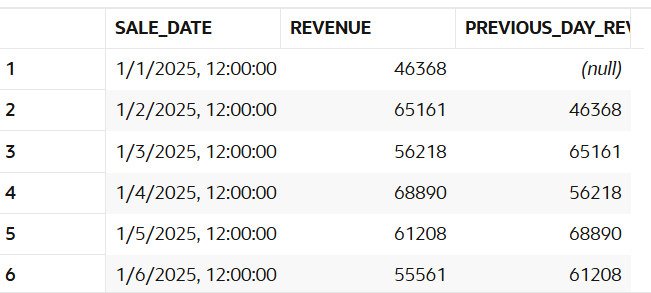 SALE_DATE REVENUE PREVIOUS_DAY_REV
1 1/1/2025, 12:00:00 46368 (null)
2 1/2/2025, 12:00:00 65161 46368
3 1/3/2025, 12:00:00 56218 65161
4 1/4/2025, 12:00:00 68890 56218
5 1/5/2025, 12:00:00 61208 68890
6 1/6/2025, 12:00:00 55561 61208